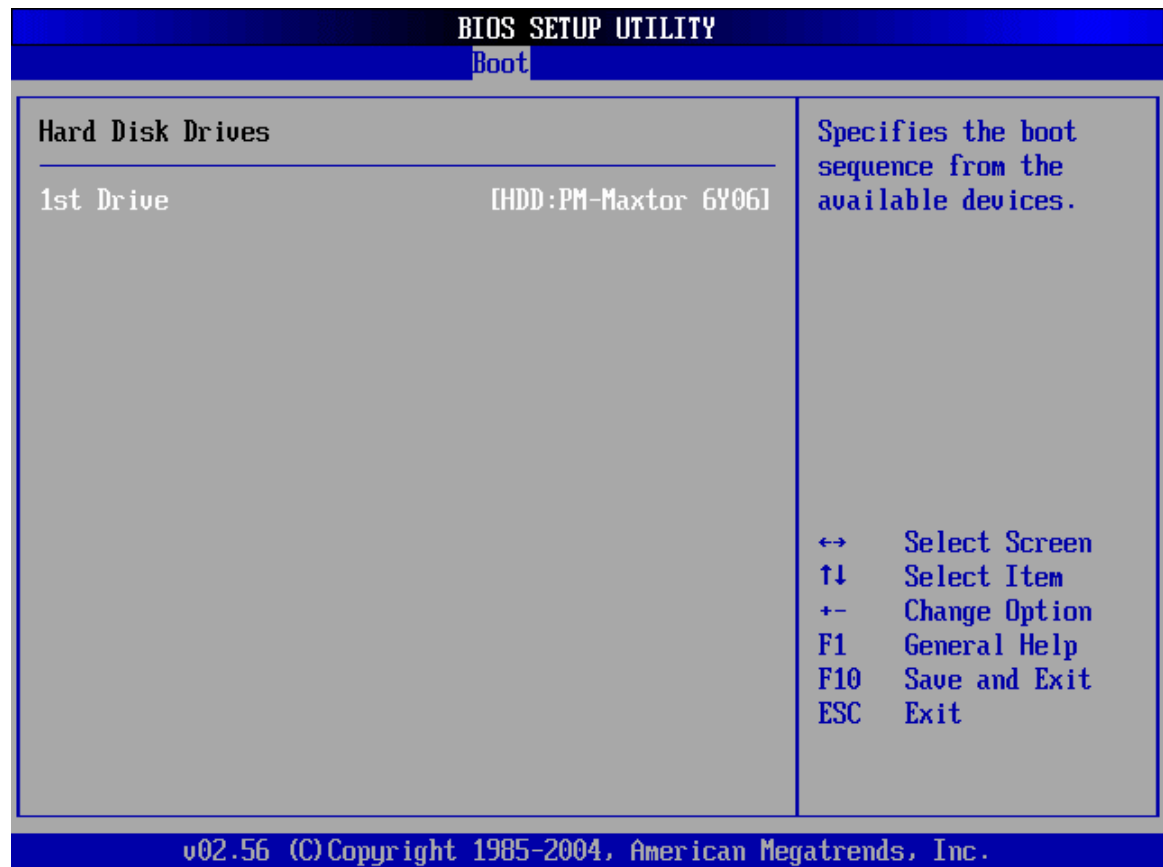 BIOS SETUP UTILITY
Boot
Hard Disk Drives
1st Drive [HDD:PM-Maxtor 6Y06]
Specifies the boot
sequence from the
available devices.
←→ Select Screen
↑↓ Select Item
+- Change Option
F1 General Help
F10 Save and Exit
ESC Exit
v02.56 (C)Copyright 1985-2004, American Megatrends, Inc.